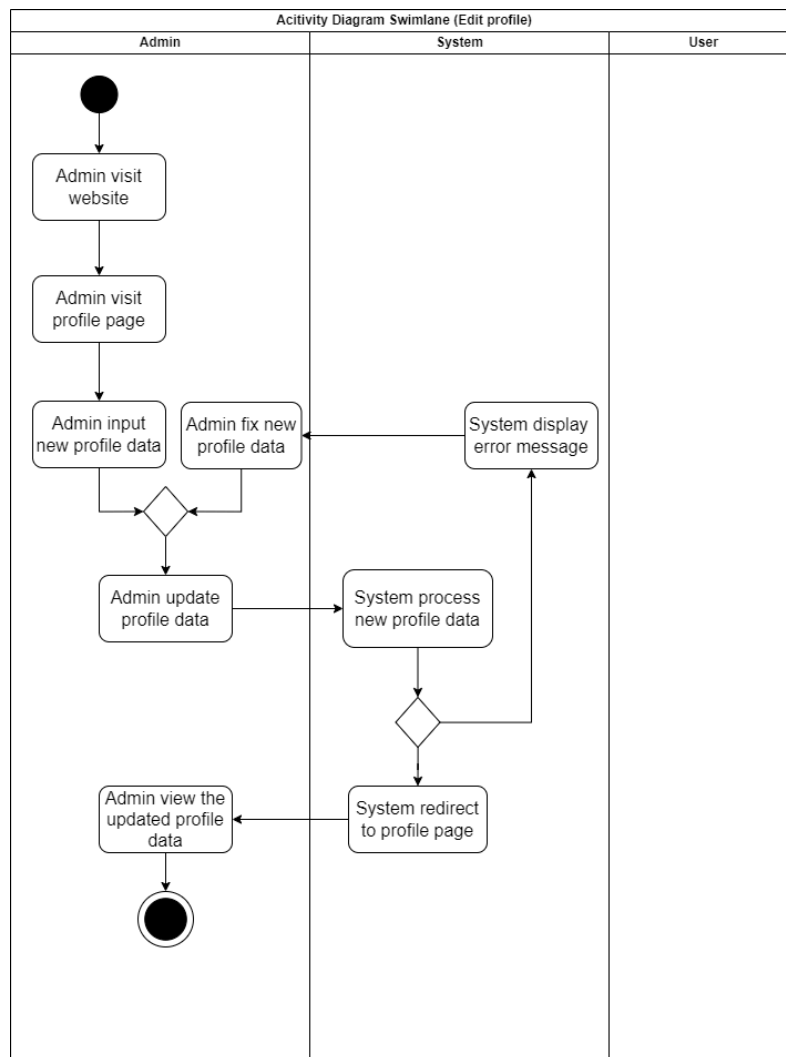 Acitivity Diagram Swimlane (Edit profile)
Admin
System
User
Admin visit
website
Admin visit
profile page
Admin input
new profile data
Admin fix new
profile data
System display
error message
Admin update
profile data
System process
new profile data
Admin view the
updated profile
data
System redirect
to profile page